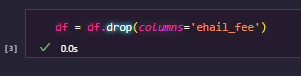 df = df.drop(columns='ehail_fee')
[3]
0.0s